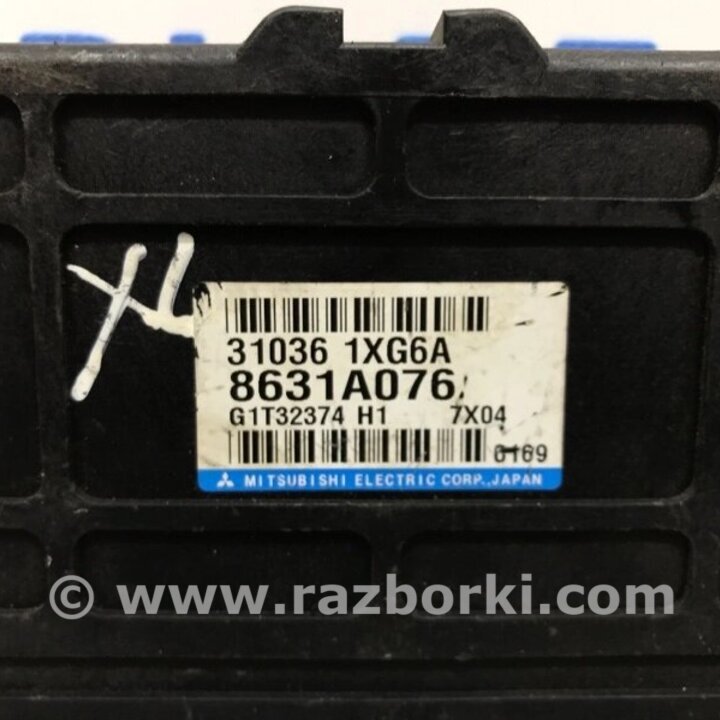 XL
31036 1XG6A
8631A076
G1T32374 H1 7X04
0169
MITSUBISHI ELECTRIC CORP., JAPAN
© www.razborki.com